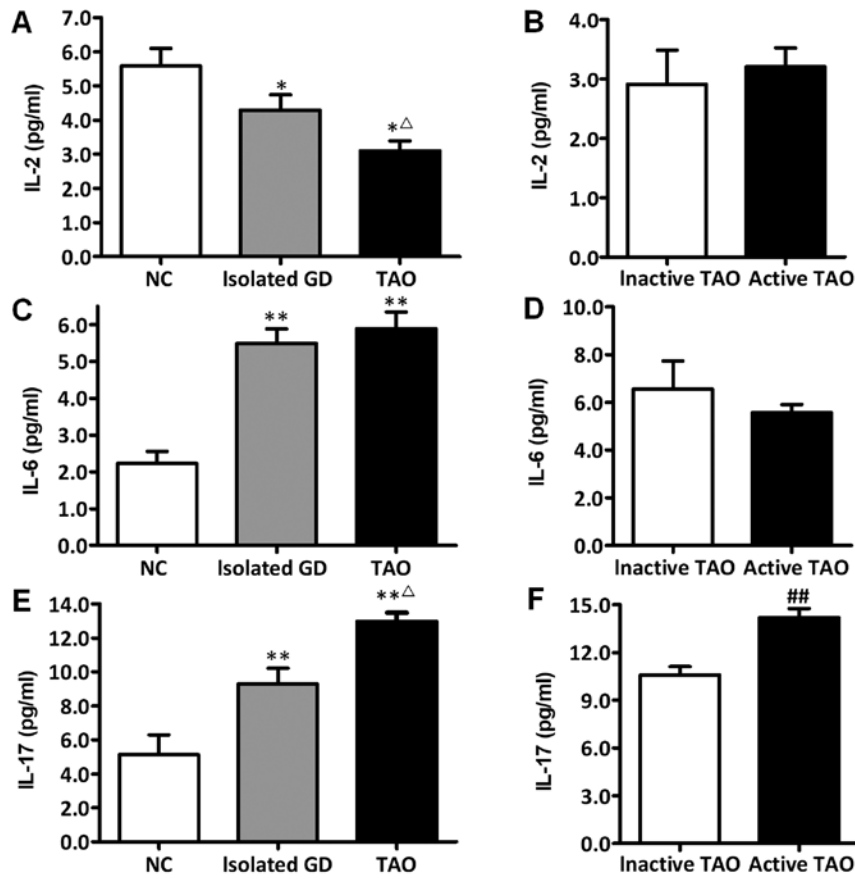 A
IL-2 (pg/ml)
7.0
6.0
5.0
4.0
3.0
2.0
1.0
0.0
*
*△
NC Isolated GD TAO
B
IL-2 (pg/ml)
4.0
3.0
2.0
1.0
0.0
Inactive TAO Active TAO
C
IL-6 (pg/ml)
6.0
5.0
4.0
3.0
2.0
1.0
0.0
**
**
NC Isolated GD TAO
D
IL-6 (pg/ml)
10.0
8.0
6.0
4.0
2.0
0.0
Inactive TAO Active TAO
E
IL-17 (pg/ml)
14.0
12.0
10.0
8.0
6.0
4.0
2.0
0.0
**
**△
NC Isolated GD TAO
F
IL-17 (pg/ml)
15.0
12.0
9.0
6.0
3.0
0.0
##
Inactive TAO Active TAO